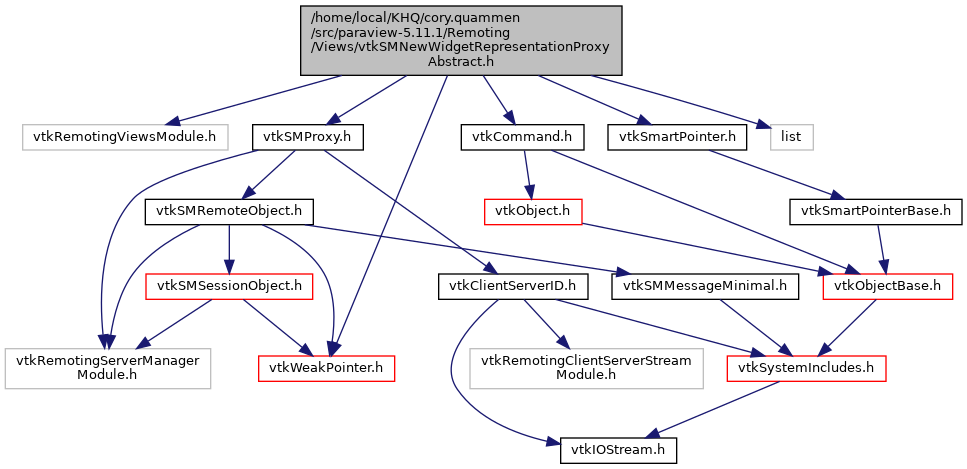 /home/local/KHQ/cory.quammen
/src/paraview-5.11.1/Remoting
/Views/vtkSMNewWidgetRepresentationProxy
Abstract.h
vtkRemotingViewsModule.h
vtkSMProxy.h
vtkCommand.h
vtkSmartPointer.h
list
vtkSMRemoteObject.h
vtkObject.h
vtkSmartPointerBase.h
vtkSMSessionObject.h
vtkClientServerID.h
vtkSMMessageMinimal.h
vtkObjectBase.h
vtkRemotingServerManager
Module.h
vtkWeakPointer.h
vtkRemotingClientServerStream
Module.h
vtkSystemIncludes.h
vtkIOStream.h